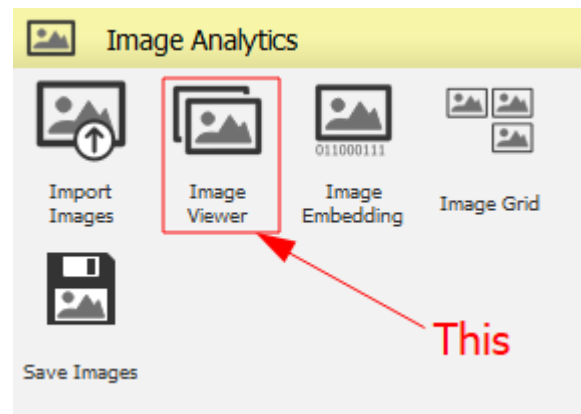 Image Analytics
011000111
Import
Images
Image
Viewer
Image
Embedding
Image Grid
This
Save Images